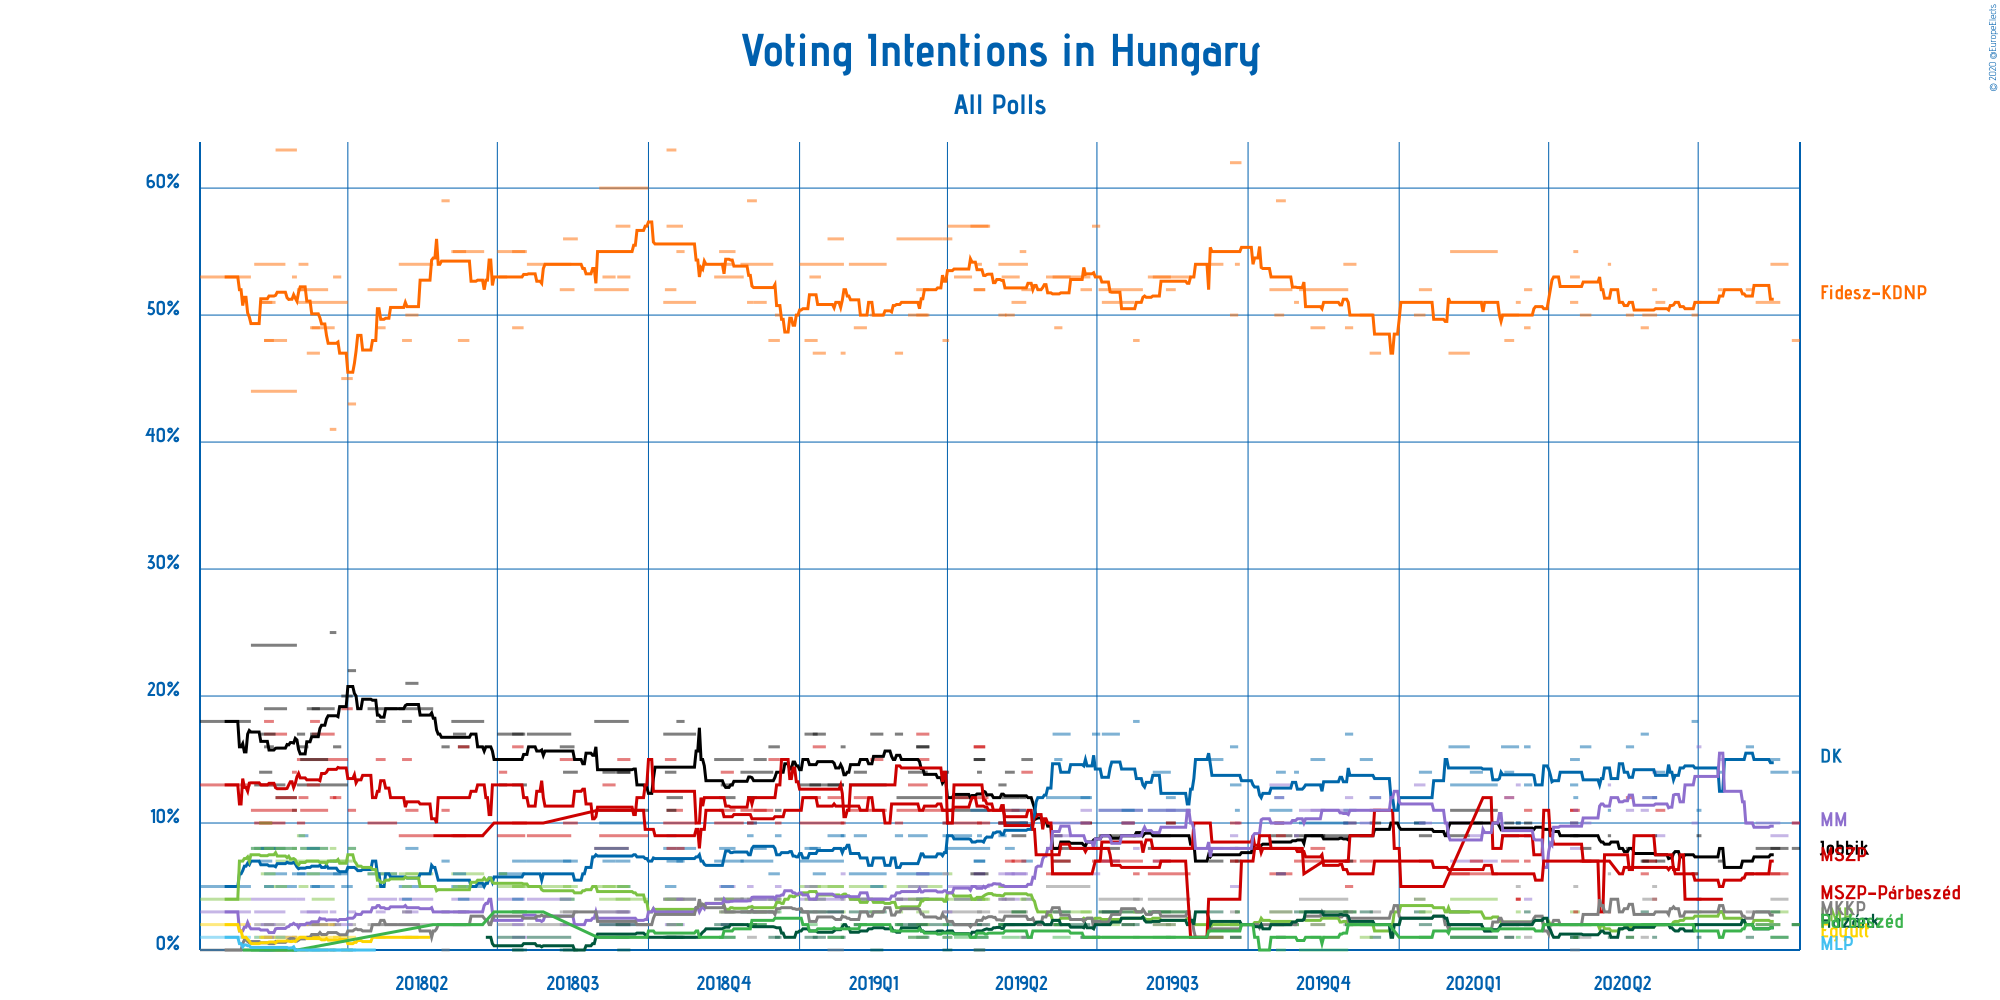 © 2020 @EuropeElects
Voting Intentions in Hungary
All Polls
60%
50%
40%
30%
20%
10%
0%
Fidesz–KDNP
DK
MM
Jobbik
MSZP
MSZP-Párbeszéd
MKKP
MLP
2018Q2
2018Q3
2018Q4
2019Q1
2019Q2
2019Q3
2019Q4
2020Q1
2020Q2